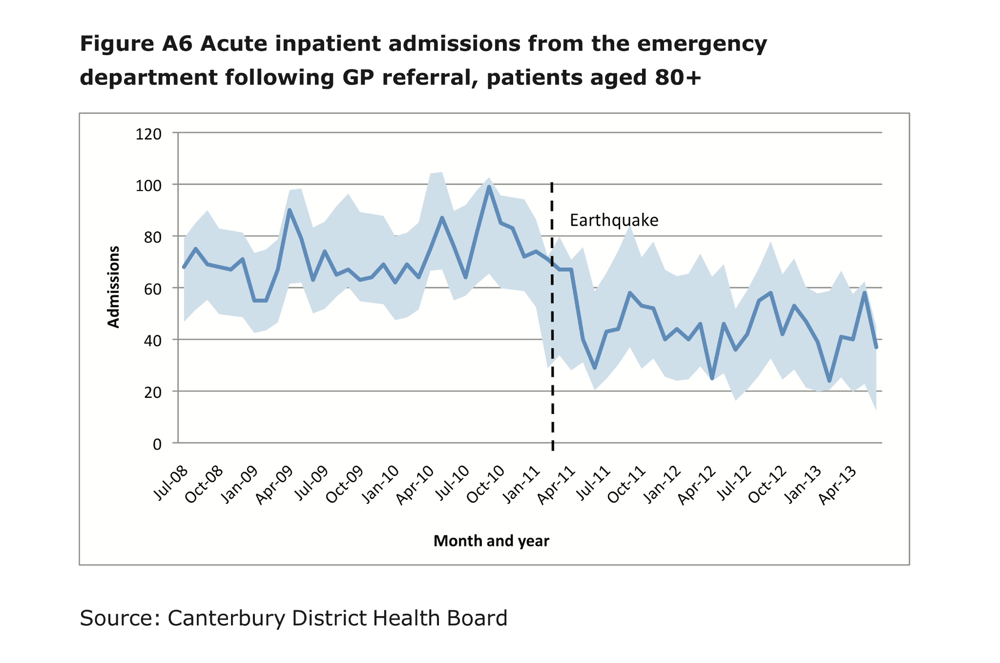 Figure A6 Acute inpatient admissions from the emergency
department following GP referral, patients aged 80+
120
100
80
60
40
20
0
Admissions
Earthquake
Jul-08
Oct-08
Jan-09
Apr-09
Jul-09
Oct-09
Jan-10
Apr-10
Jul-10
Oct-10
Jan-11
Apr-11
Jul-11
Oct-11
Jan-12
Apr-12
Jul-12
Oct-12
Jan-13
Apr-13
Month and year
Source: Canterbury District Health Board